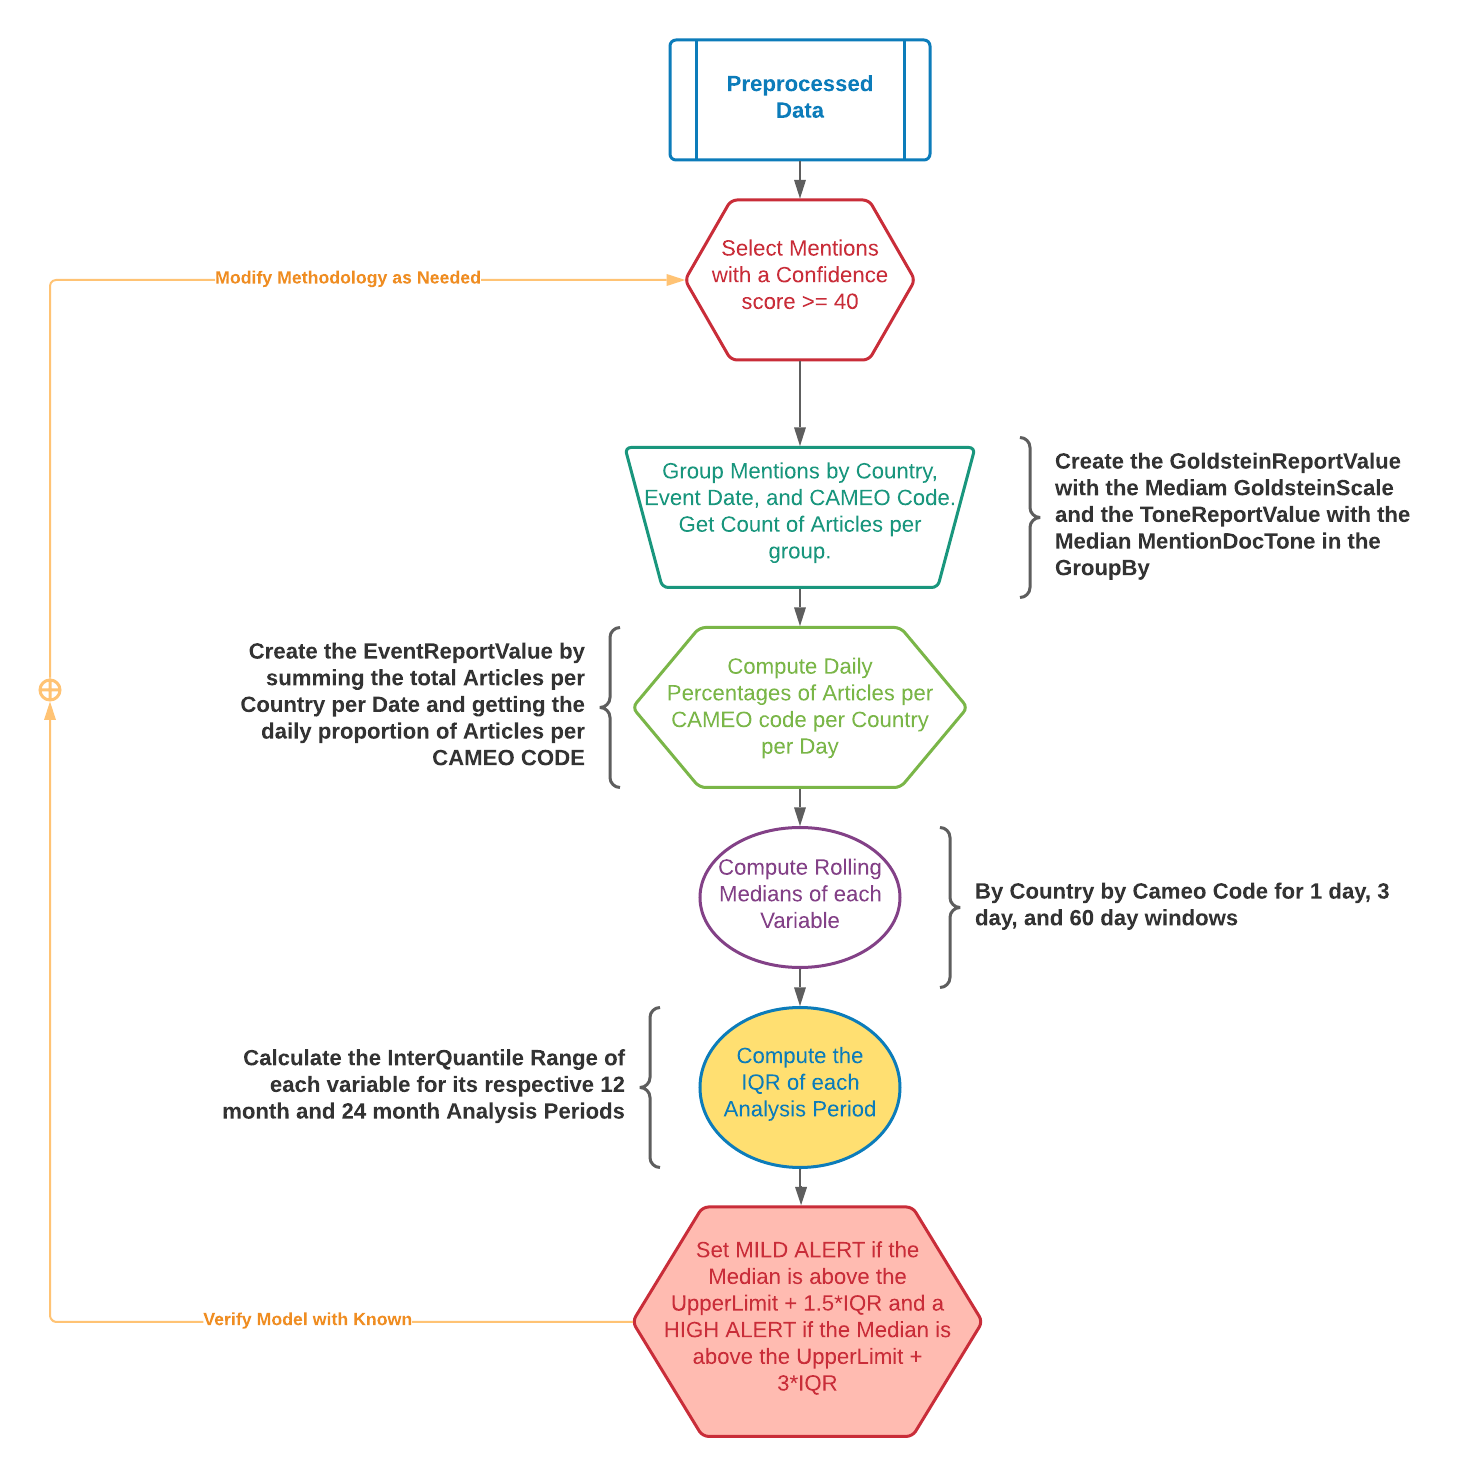 Preprocessed
Data
Select Mentions
with a Confidence
score >= 40
Modify Methodology as Needed
Group Mentions by Country,
Event Date, and CAMEO Code.
Get Count of Articles per
group.
Create the GoldsteinReportValue
with the Mediam GoldsteinScale
and the ToneReportValue with the
Median MentionDocTone in the
GroupBy
Create the EventReportValue by
summing the total Articles per
Country per Date and getting the
daily proportion of Articles per
CAMEO CODE
Compute Daily
Percentages of Articles per
CAMEO code per Country
per Day
Compute Rolling
Medians of each
Variable
By Country by Cameo Code for 1 day, 3
day, and 60 day windows
Calculate the InterQuantile Range of
each variable for its respective 12
month and 24 month Analysis Periods
Compute the
IQR of each
Analysis Period
Set MILD ALERT if the
Median is above the
UpperLimit + 1.5*IQR and a
HIGH ALERT if the Median is
above the UpperLimit +
3*IQR
Verify Model with Known